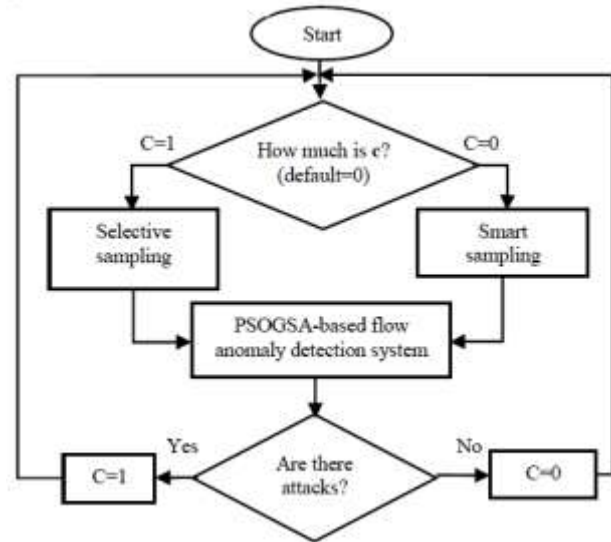 Start
C=1
C=0
How much is c?
(default=0)
Selective
sampling
Smart
sampling
PSOGSA-based flow
anomaly detection system
Yes
No
Are there
attacks?
C=1
C=0